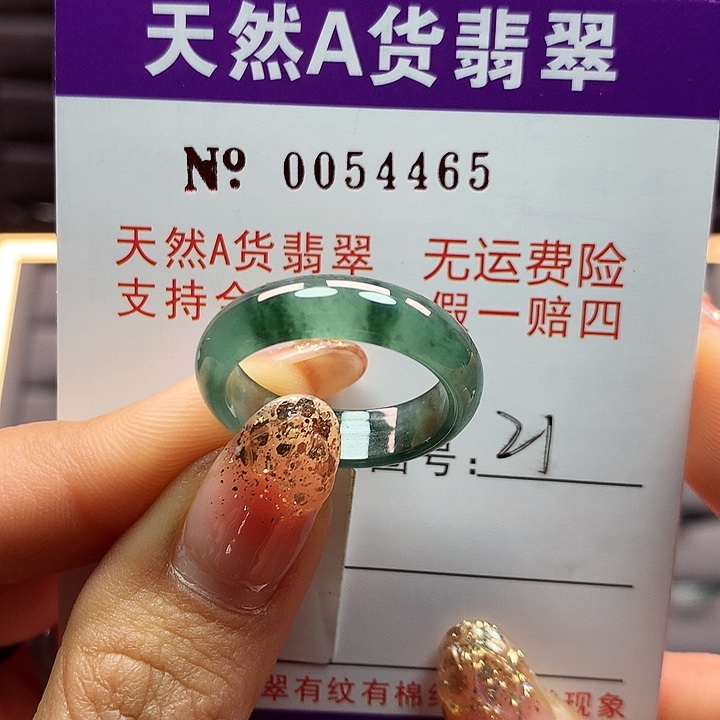 天然A货翡翠
Nº 0054465
天然A货翡翠 无运费险
支持 假一赔四
号: 21
翠有纹有棉 现象